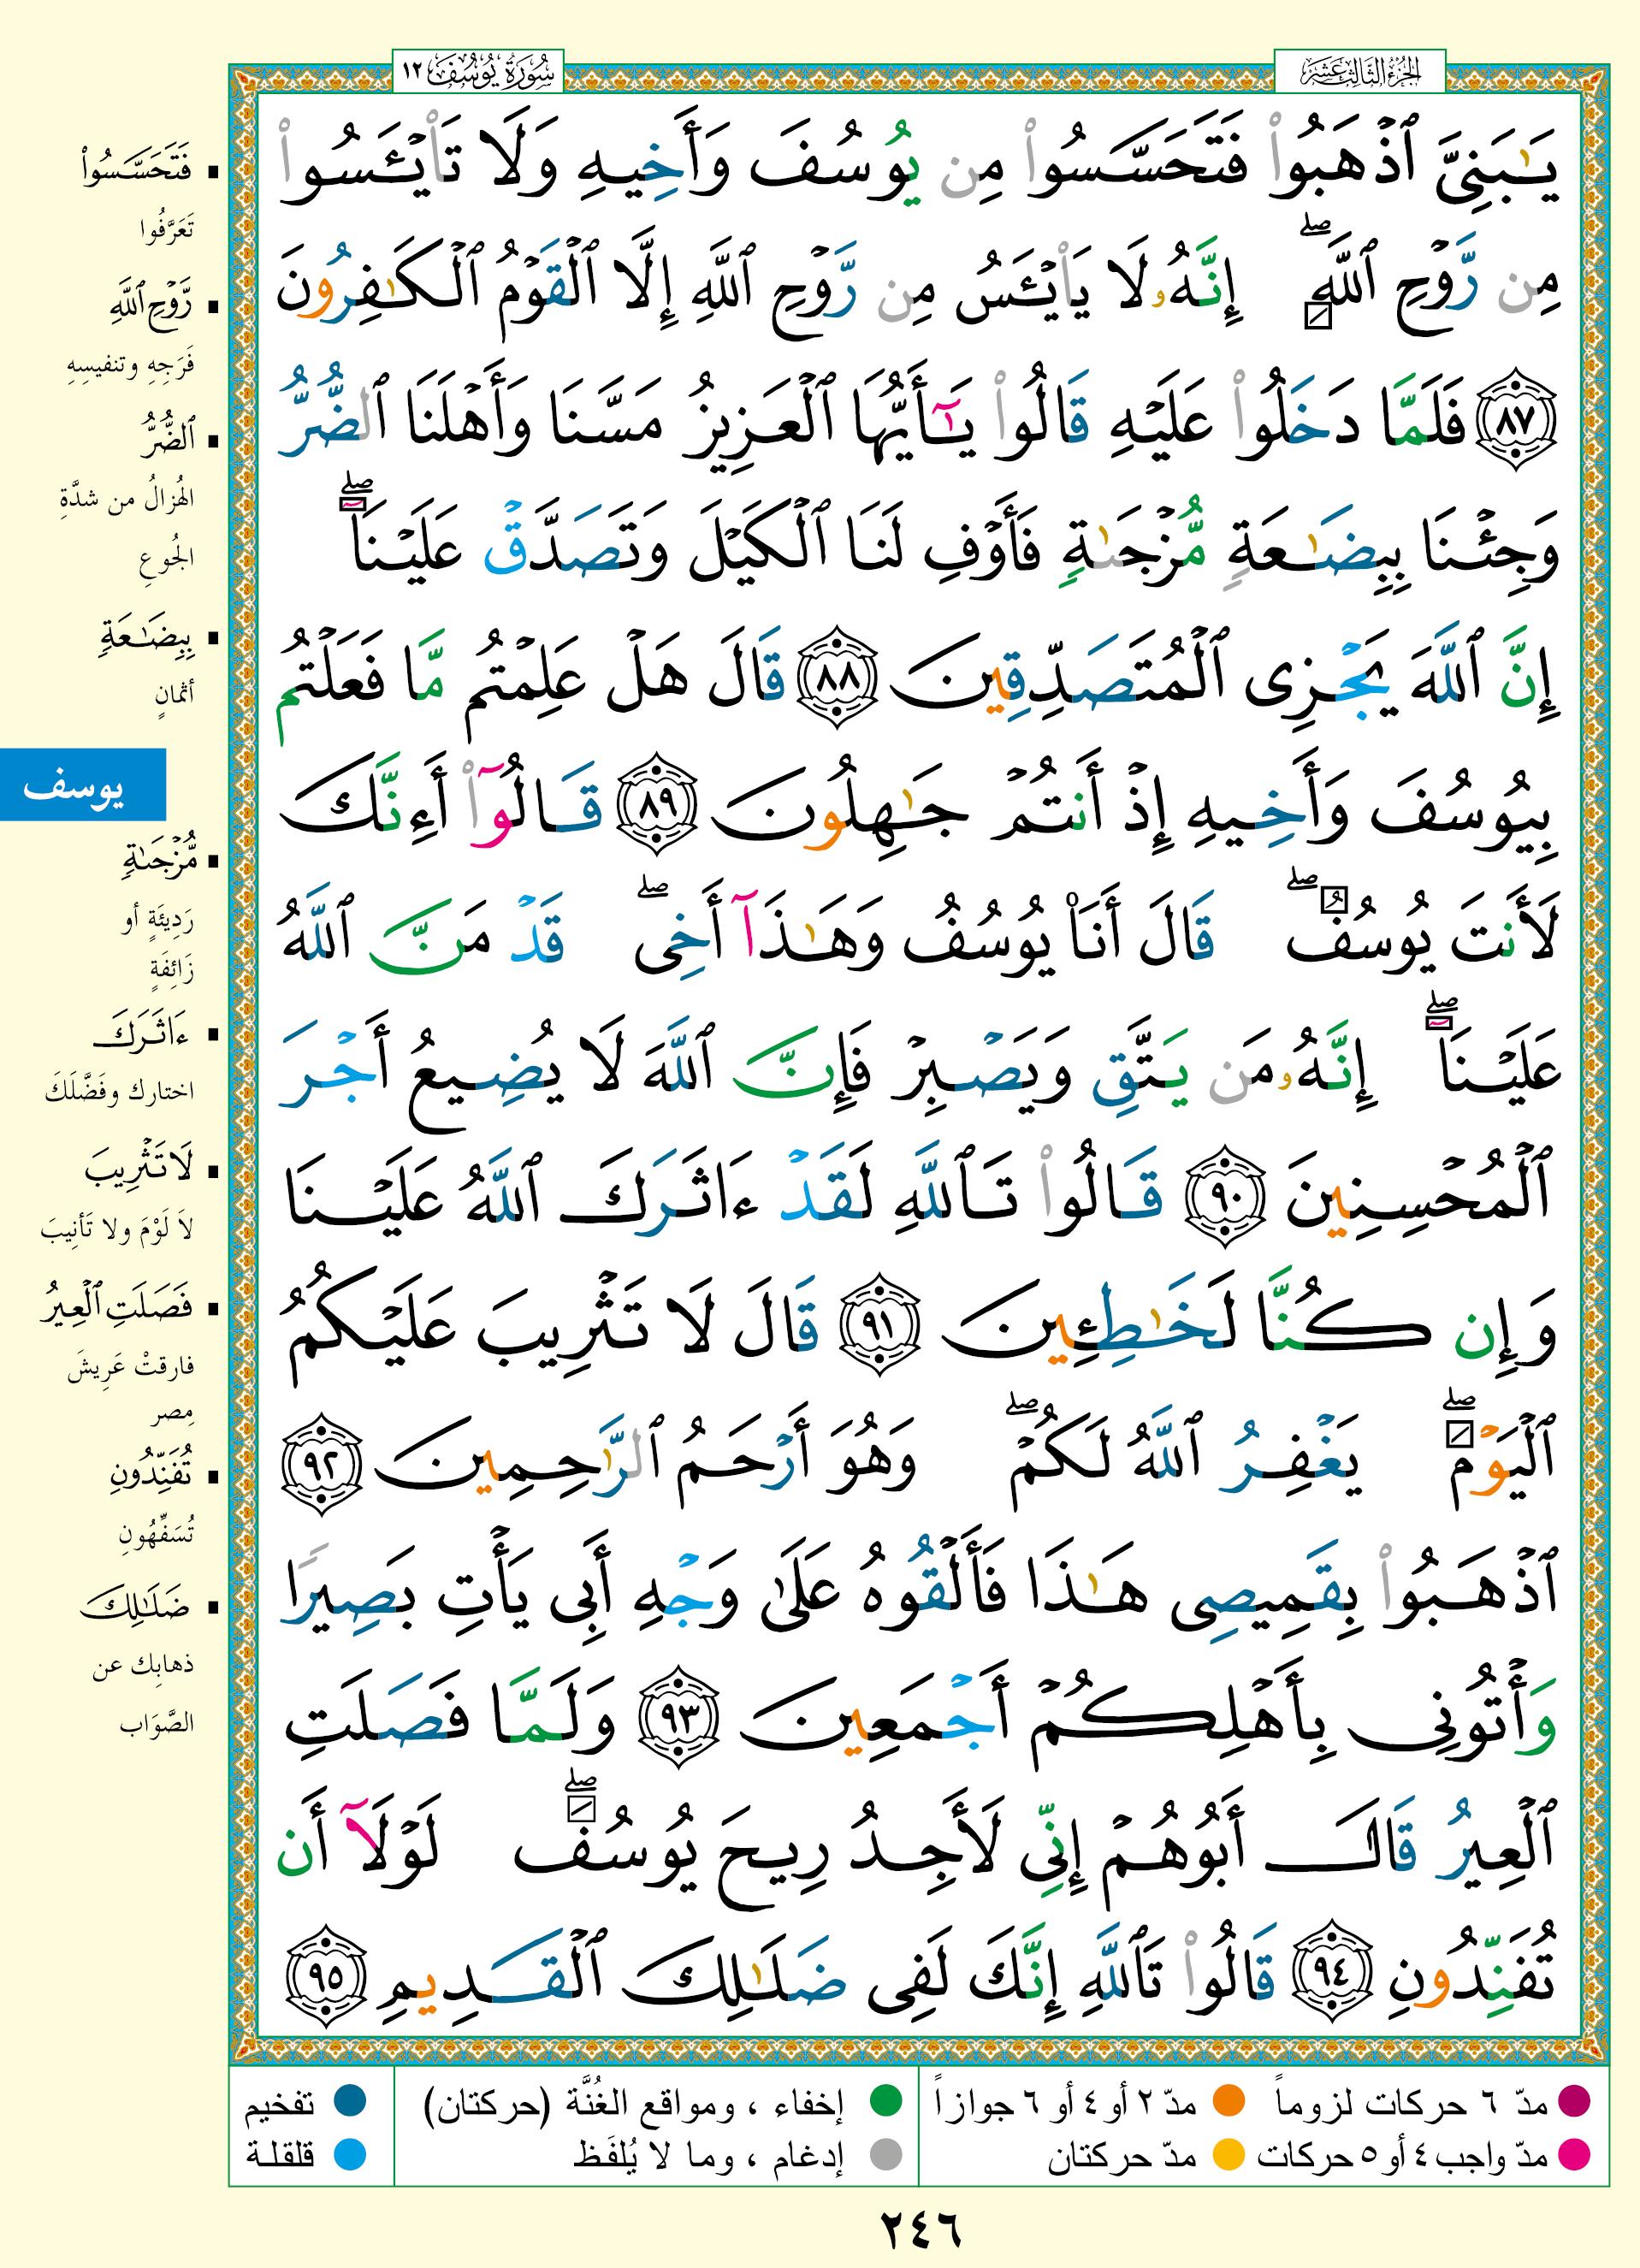 الجزء الثالث عشر
سورة يوسف ١٢
يَـٰبَنِىَّ ٱذْهَبُوا۟ فَتَحَسَّسُوا۟ مِن يُوسُفَ وَأَخِيهِ وَلَا تَا۟يْـَٔسُوا۟
مِن رَّوْحِ ٱللَّهِ ۖ إِنَّهُۥ لَا يَا۟يْـَٔسُ مِن رَّوْحِ ٱللَّهِ إِلَّا ٱلْقَوْمُ ٱلْكَـٰفِرُونَ
٨٧ فَلَمَّا دَخَلُوا۟ عَلَيْهِ قَالُوا۟ يَـٰٓأَيُّهَا ٱلْعَزِيزُ مَسَّنَا وَأَهْلَنَا ٱلضُّرُّ
وَجِئْنَا بِبِضَـٰعَةٍ مُّزْجَىٰةٍ فَأَوْفِ لَنَا ٱلْكَيْلَ وَتَصَدَّقْ عَلَيْنَا ۖ
إِنَّ ٱللَّهَ يَجْزِى ٱلْمُتَصَدِّقِينَ ٨٨ قَالَ هَلْ عَلِمْتُم مَّا فَعَلْتُم
بِيُوسُفَ وَأَخِيهِ إِذْ أَنتُمْ جَـٰهِلُونَ ٨٩ قَالُوٓا۟ أَءِنَّكَ
لَأَنتَ يُوسُفُ ۖ قَالَ أَنَا۠ يُوسُفُ وَهَـٰذَآ أَخِى ۖ قَدْ مَنَّ ٱللَّهُ
عَلَيْنَا ۖ إِنَّهُۥ مَن يَتَّقِ وَيَصْبِرْ فَإِنَّ ٱللَّهَ لَا يُضِيعُ أَجْرَ
ٱلْمُحْسِنِينَ ٩٠ قَالُوا۟ تَٱللَّهِ لَقَدْ ءَاثَرَكَ ٱللَّهُ عَلَيْنَا
وَإِن كُنَّا لَخَـٰطِـِٔينَ ٩١ قَالَ لَا تَثْرِيبَ عَلَيْكُمُ
ٱلْيَوْمَ ۖ يَغْفِرُ ٱللَّهُ لَكُمْ ۖ وَهُوَ أَرْحَمُ ٱلرَّٰحِمِينَ ٩٢
ٱذْهَبُوا۟ بِقَمِيصِى هَـٰذَا فَأَلْقُوهُ عَلَىٰ وَجْهِ أَبِى يَأْتِ بَصِيرًا
وَأْتُونِى بِأَهْلِكُمْ أَجْمَعِينَ ٩٣ وَلَمَّا فَصَلَتِ
ٱلْعِيرُ قَالَ أَبُوهُمْ إِنِّى لَأَجِدُ رِيحَ يُوسُفَ ۖ لَوْلَآ أَن
تُفَنِّدُونِ ٩٤ قَالُوا۟ تَٱللَّهِ إِنَّكَ لَفِى ضَلَـٰلِكَ ٱلْقَدِيمِ ٩٥
فَتَحَسَّسُوا۟
تَعَرَّفُوا
رَّوْحِ ٱللَّهِ
فَرَجِهِ وتنفيسِهِ
ٱلضُّرُّ
الهُزالُ من شدَّةِ
الجُوعِ
بِبِضَـٰعَةٍ
أثمانٍ
يوسف
مُّزْجَىٰةٍ
رَدِيئَةٍ أو
زَائِفَةٍ
ءَاثَرَكَ
اختارك وفَضَّلَكَ
لَا تَثْرِيبَ
لاَ لَوْمَ ولا تَأنِيبَ
فَصَلَتِ ٱلْعِيرُ
فارقتْ عَرِيشَ
مِصر
تُفَنِّدُونِ
تُسَفِّهُونِ
ضَلَـٰلِكَ
ذهابِك عن
الصَّوَاب
مدّ ٦ حركات لزوماً
مدّ ٢ أو ٤ أو ٦ جوازاً
إخفاء ، ومواقع الغُنَّة (حركتان)
تفخيم
مدّ واجب ٤ أو ٥ حركات
مدّ حركتان
إدغام ، وما لا يُلفَظ
قلقلة
٢٤٦